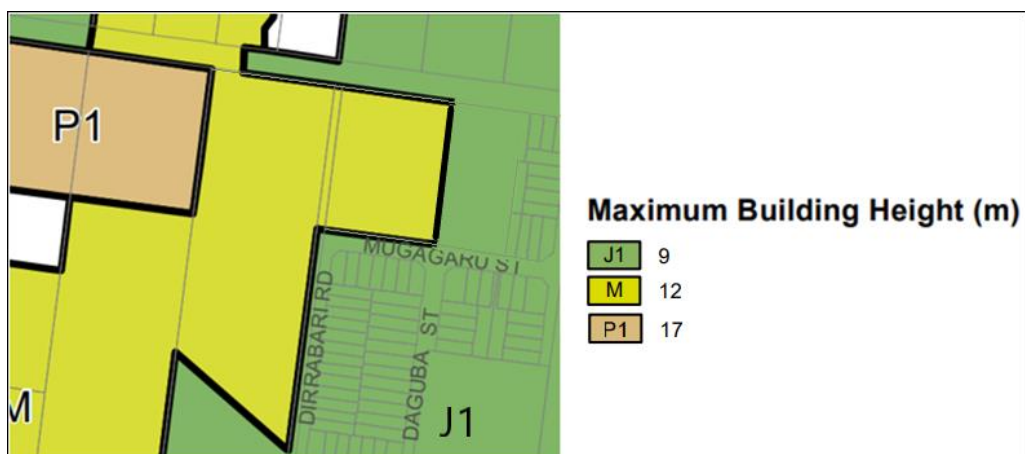 P1
MUGAGARU ST
DIRRABARI RD
DAGUBA ST
M
J1
Maximum Building Height (m)
J1 9
M 12
P1 17